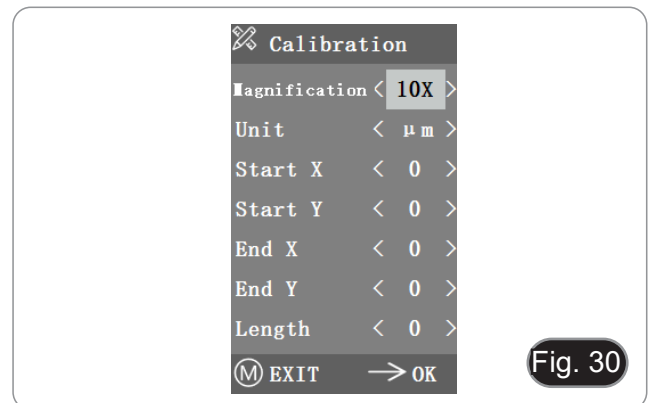 Calibration
Magnification < 10X >
Unit < μm >
Start X < 0 >
Start Y < 0 >
End X < 0 >
End Y < 0 >
Length < 0 >
M EXIT → OK
Fig. 30